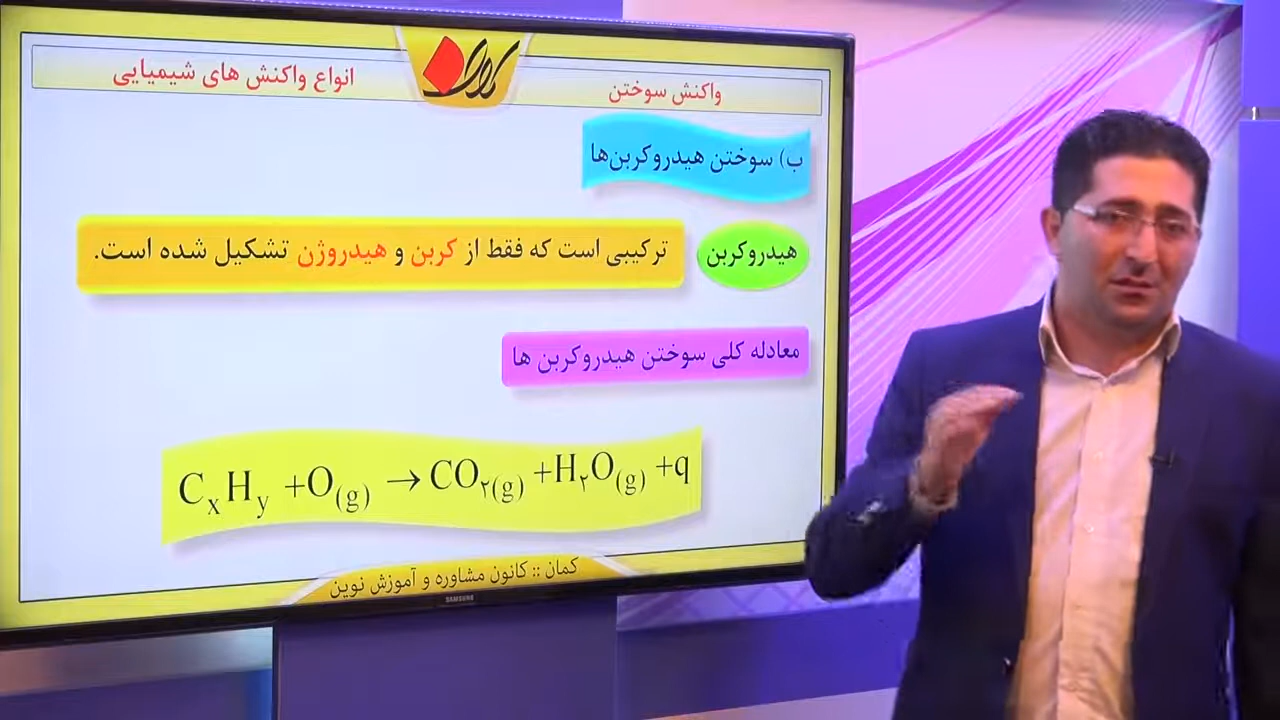 واکنش سوختن
انواع واکنش های شیمیایی
ب) سوختن هیدروکربن‌ها
هیدروکربن
ترکیبی است که فقط از کربن و هیدروژن تشکیل شده است.
معادله کلی سوختن هیدروکربن ها
CxHy +O(g) → CO۲(g) +H۲O(g) +q
کمان :: کانون مشاوره و آموزش نوین
SAMSUNG